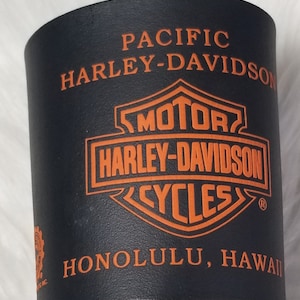 PACIFIC
HARLEY-DAVIDSON
MOTOR
HARLEY-DAVIDSON
CYCLES
®
HONOLULU, HAWAII